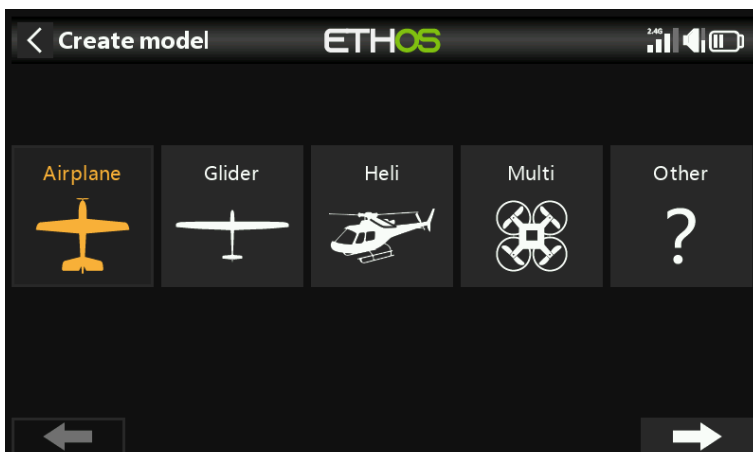 Create model
ETHOS
2.4G
Airplane
Glider
Heli
Multi
Other
?